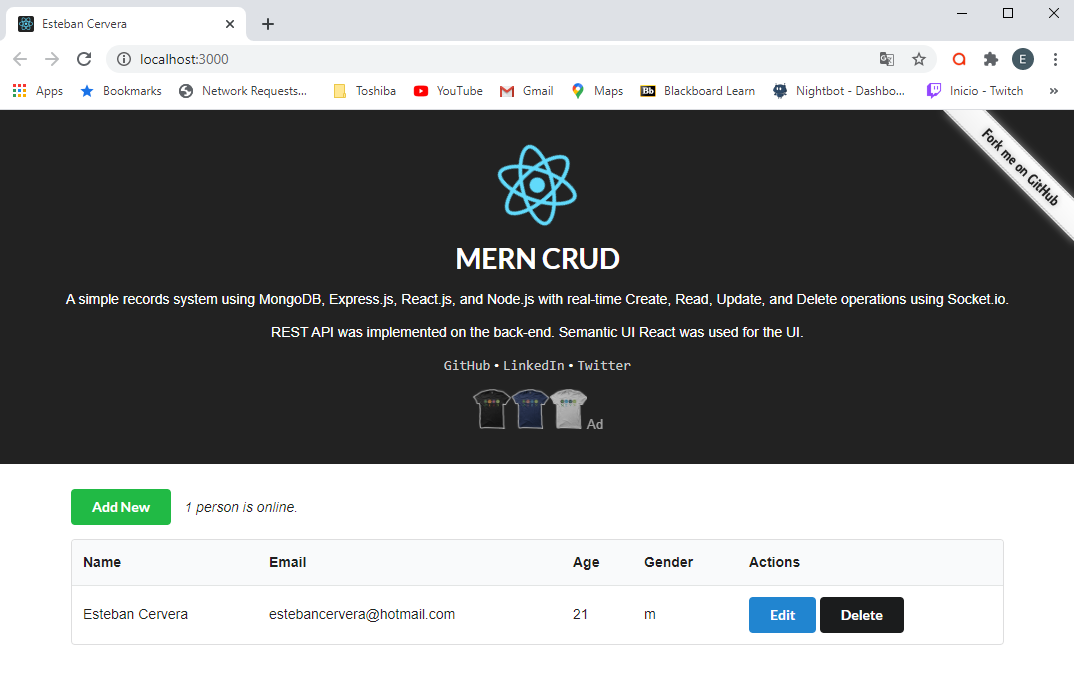 Esteban Cervera
localhost:3000
E
Apps Bookmarks Network Requests... Toshiba YouTube Gmail Maps Bb Blackboard Learn Nightbot - Dashbo... Inicio - Twitch »
Fork me on GitHub
MERN CRUD
A simple records system using MongoDB, Express.js, React.js, and Node.js with real-time Create, Read, Update, and Delete operations using Socket.io.
REST API was implemented on the back-end. Semantic UI React was used for the UI.
GitHub • LinkedIn • Twitter
Ad
Add New 1 person is online.
Name Email Age Gender Actions
Esteban Cervera estebancervera@hotmail.com 21 m Edit Delete